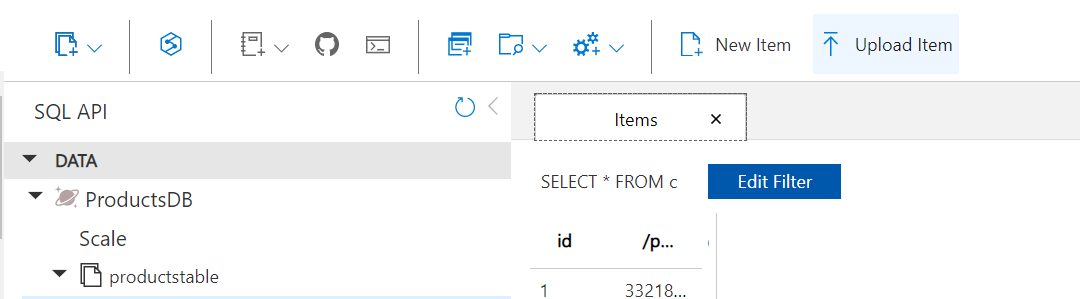 New Item
Upload Item
SQL API
Items
DATA
SELECT * FROM c
Edit Filter
ProductsDB
Scale
id
/p...
productstable
1
33218...